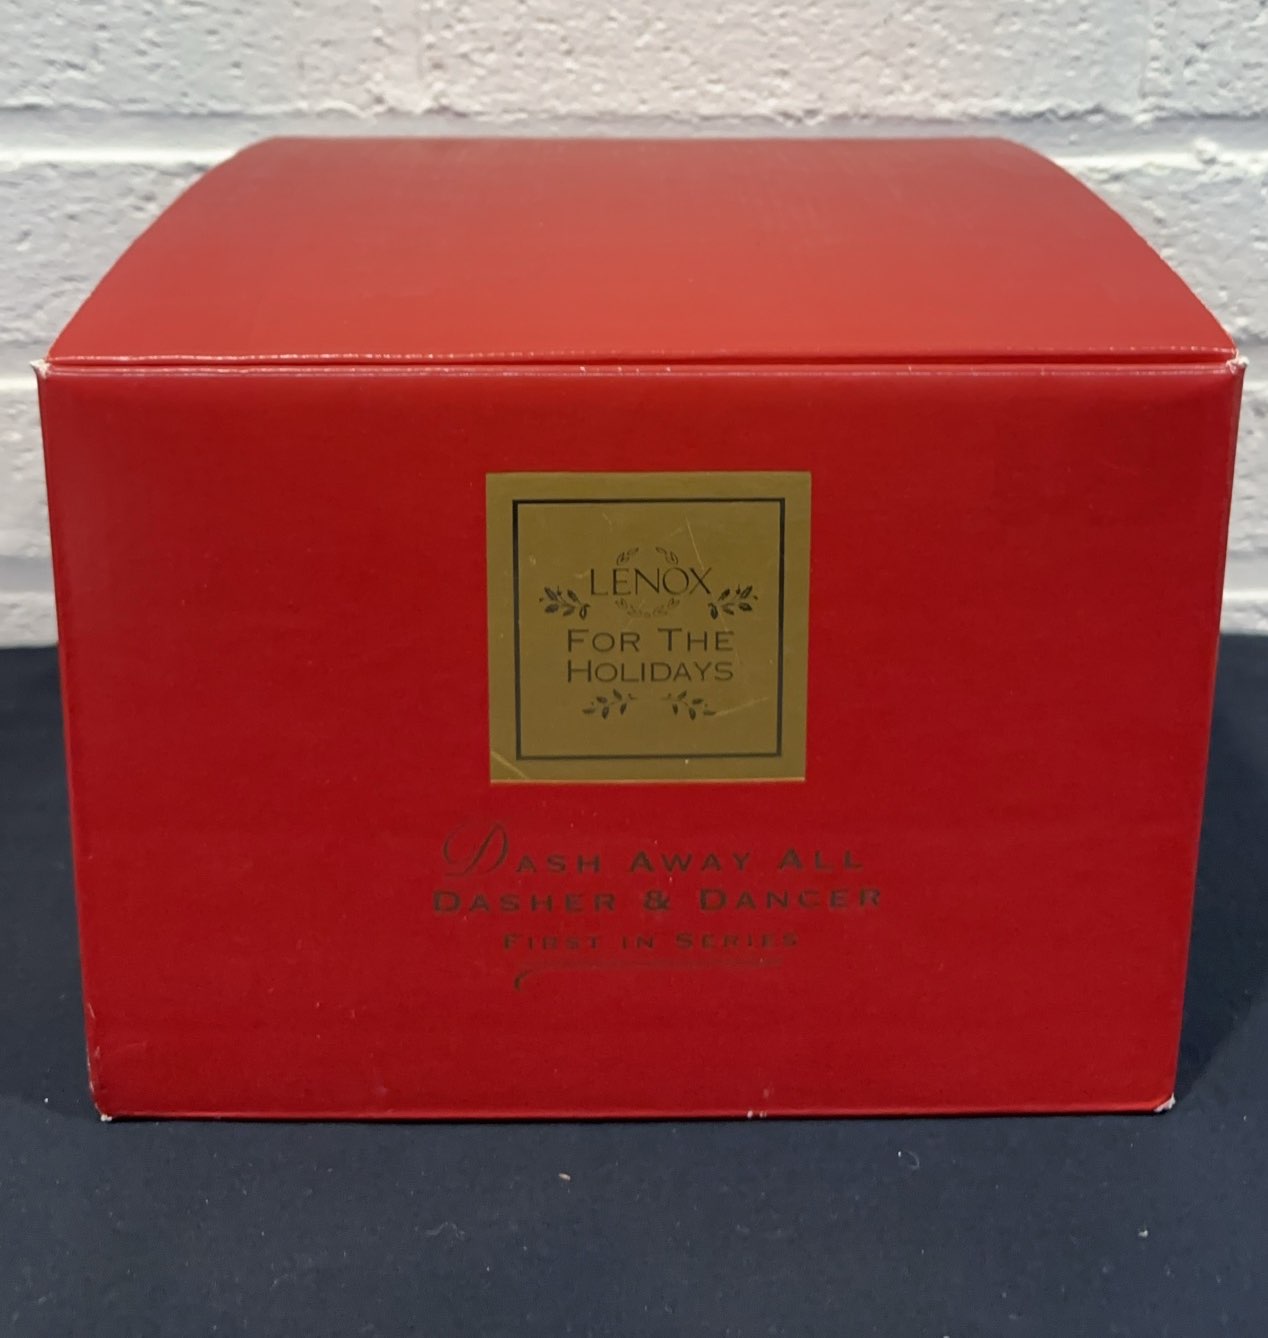 LENOX
FOR THE
HOLIDAYS
DASH AWAY ALL
DASHER & DANCER
FIRST IN SERIES